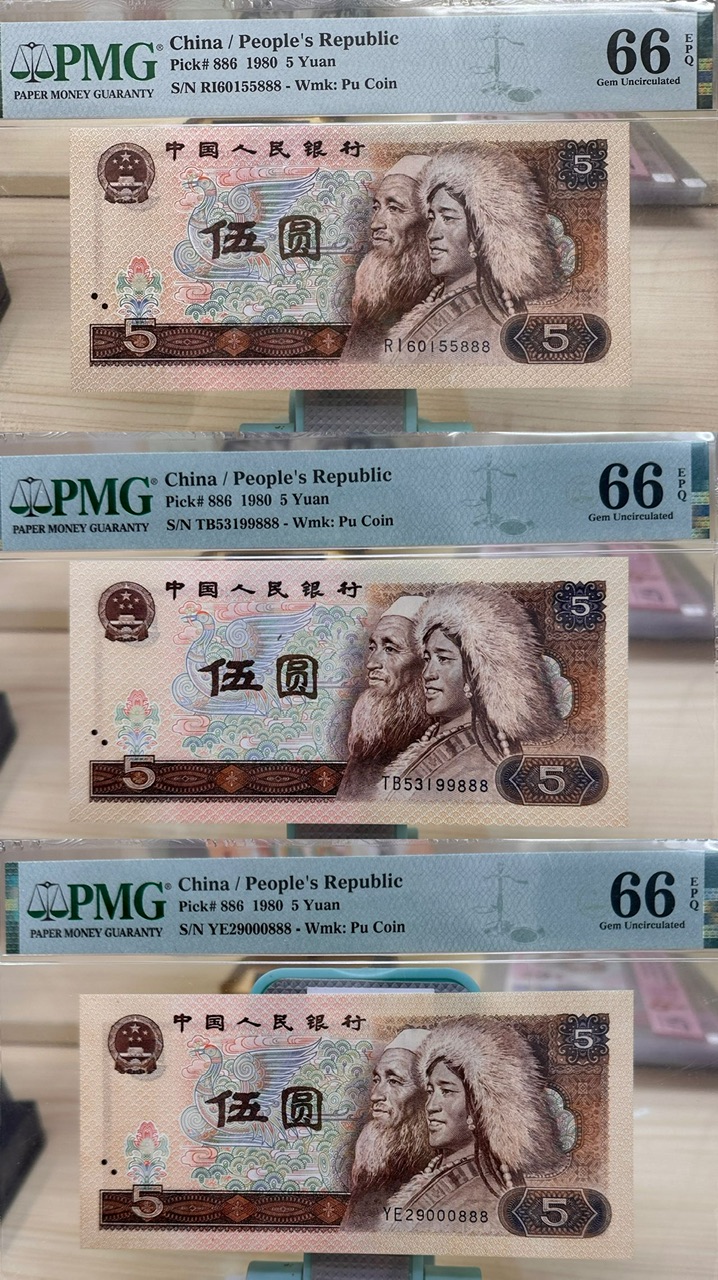 PMG®
PAPER MONEY GUARANTY
China / People's Republic
Pick# 886 1980 5 Yuan
S/N RI60155888 - Wmk: Pu Coin
66
EPQ
Gem Uncirculated
中国人民银行
5
伍圆
5
RI60155888
5
PMG®
PAPER MONEY GUARANTY
China / People's Republic
Pick# 886 1980 5 Yuan
S/N TB53199888 - Wmk: Pu Coin
66
EPQ
Gem Uncirculated
中国人民银行
5
伍圆
5
TB53199888
5
PMG®
PAPER MONEY GUARANTY
China / People's Republic
Pick# 886 1980 5 Yuan
S/N YE29000888 - Wmk: Pu Coin
66
EPQ
Gem Uncirculated
中国人民银行
5
伍圆
5
YE29000888
5